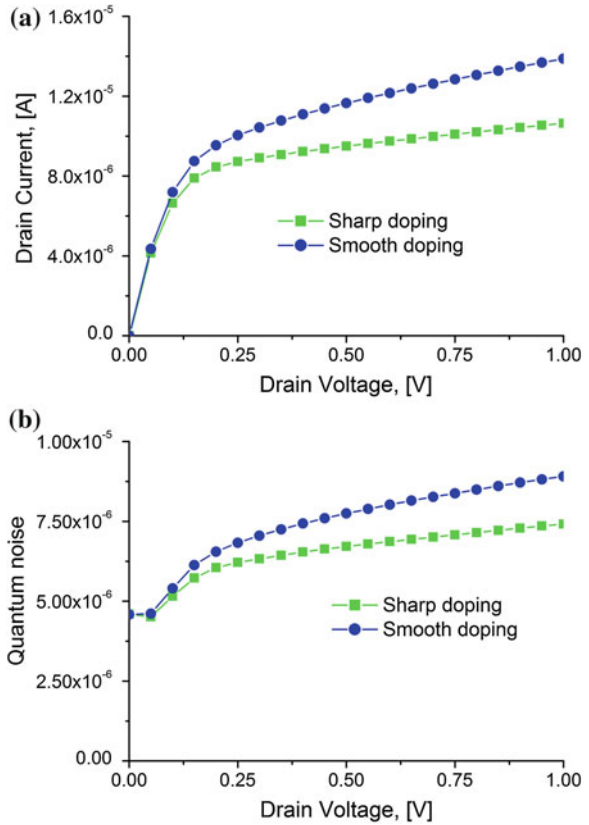 (a)
1.6x10⁻⁵
1.2x10⁻⁵
8.0x10⁻⁶
4.0x10⁻⁶
0.0
Drain Current, [A]
Sharp doping
Smooth doping
0.00
0.25
0.50
0.75
1.00
Drain Voltage, [V]
(b)
1.00x10⁻⁵
7.50x10⁻⁶
5.00x10⁻⁶
2.50x10⁻⁶
0.00
Quantum noise
Sharp doping
Smooth doping
0.00
0.25
0.50
0.75
1.00
Drain Voltage, [V]